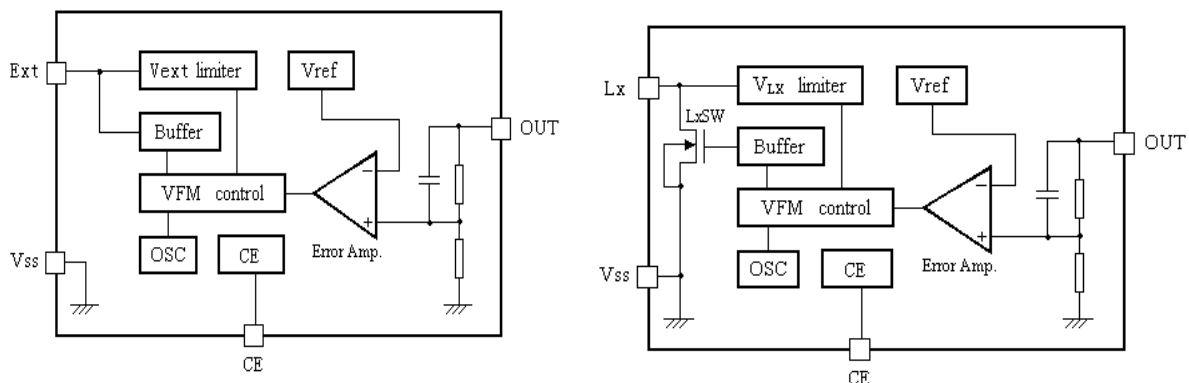 Ext
Vext limiter
Vref
Buffer
OUT
VFM control
Error Amp.
OSC
CE
Vss
CE
Lx
VLX limiter
Vref
LxSW
Buffer
OUT
VFM control
Error Amp.
OSC
CE
Vss
CE